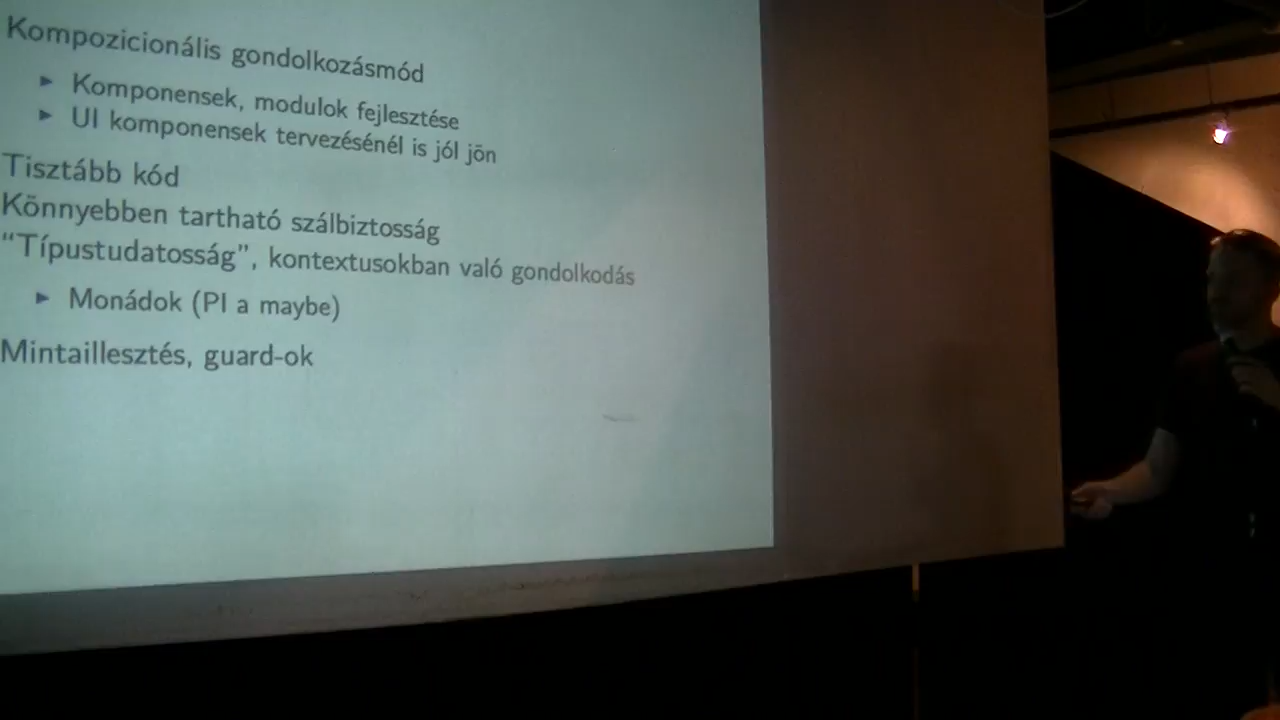 Kompozicionális gondolkozásmód
Komponensek, modulok fejlesztése
UI komponensek tervezésénél is jól jön
Tisztább kód
Könnyebben tartható szálbiztosság
“Típustudatosság”, kontextusokban való gondolkodás
Monádok (PI a maybe)
Mintaillesztés, guard-ok